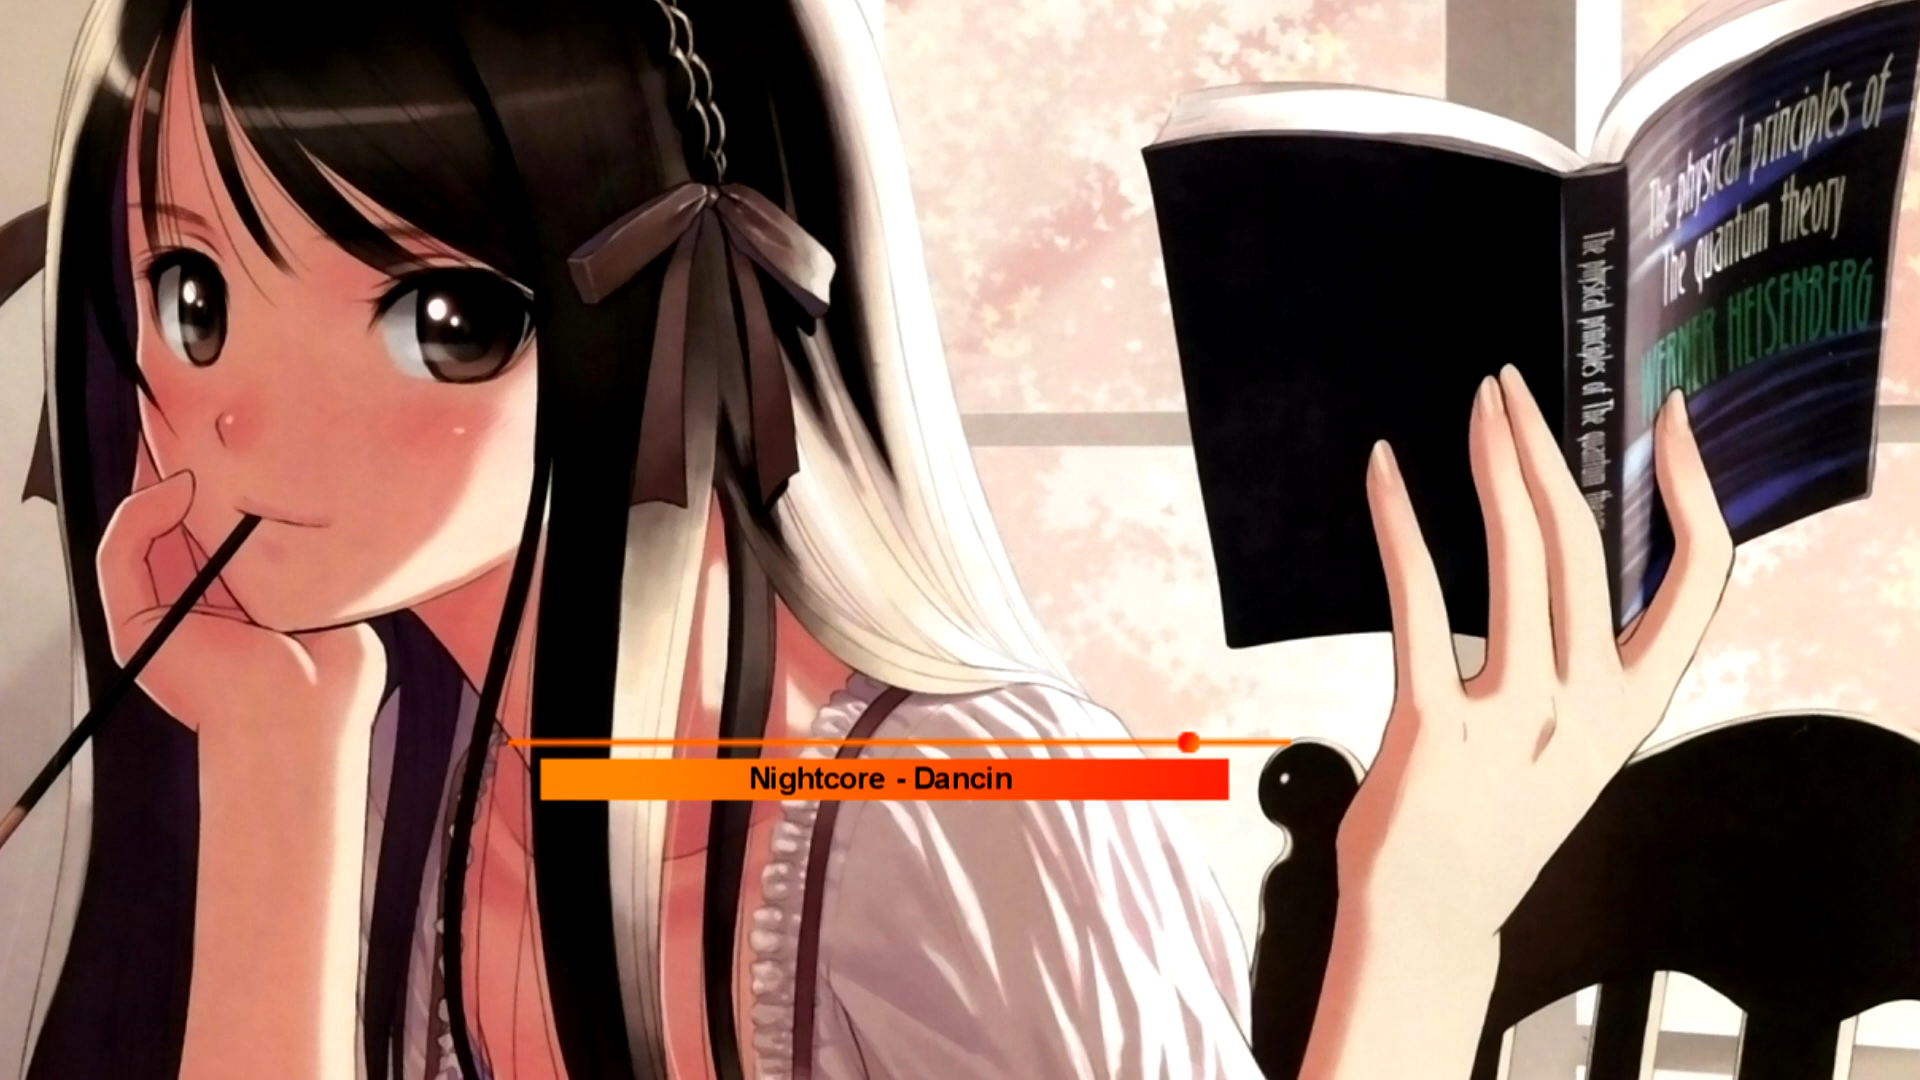 The physical principles of
The quantum theory
WERNER HEISENBERG
The physical principles of The quantum theory
Nightcore - Dancin